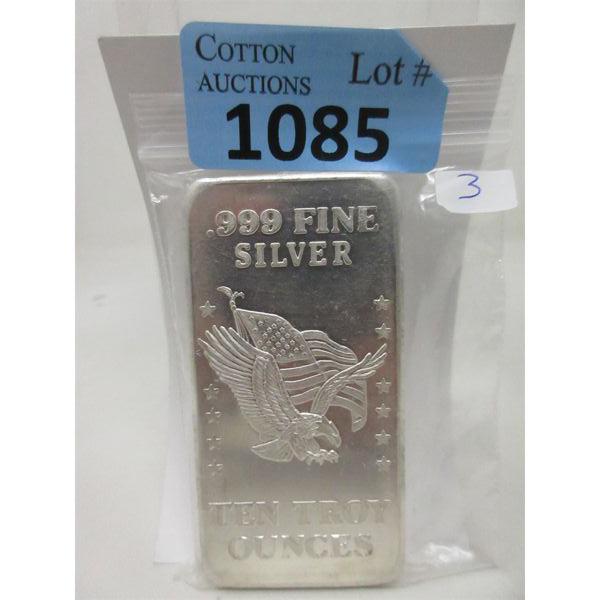 COTTON
AUCTIONS
Lot #
1085
3
.999 FINE
SILVER
TEN TROY
OUNCES